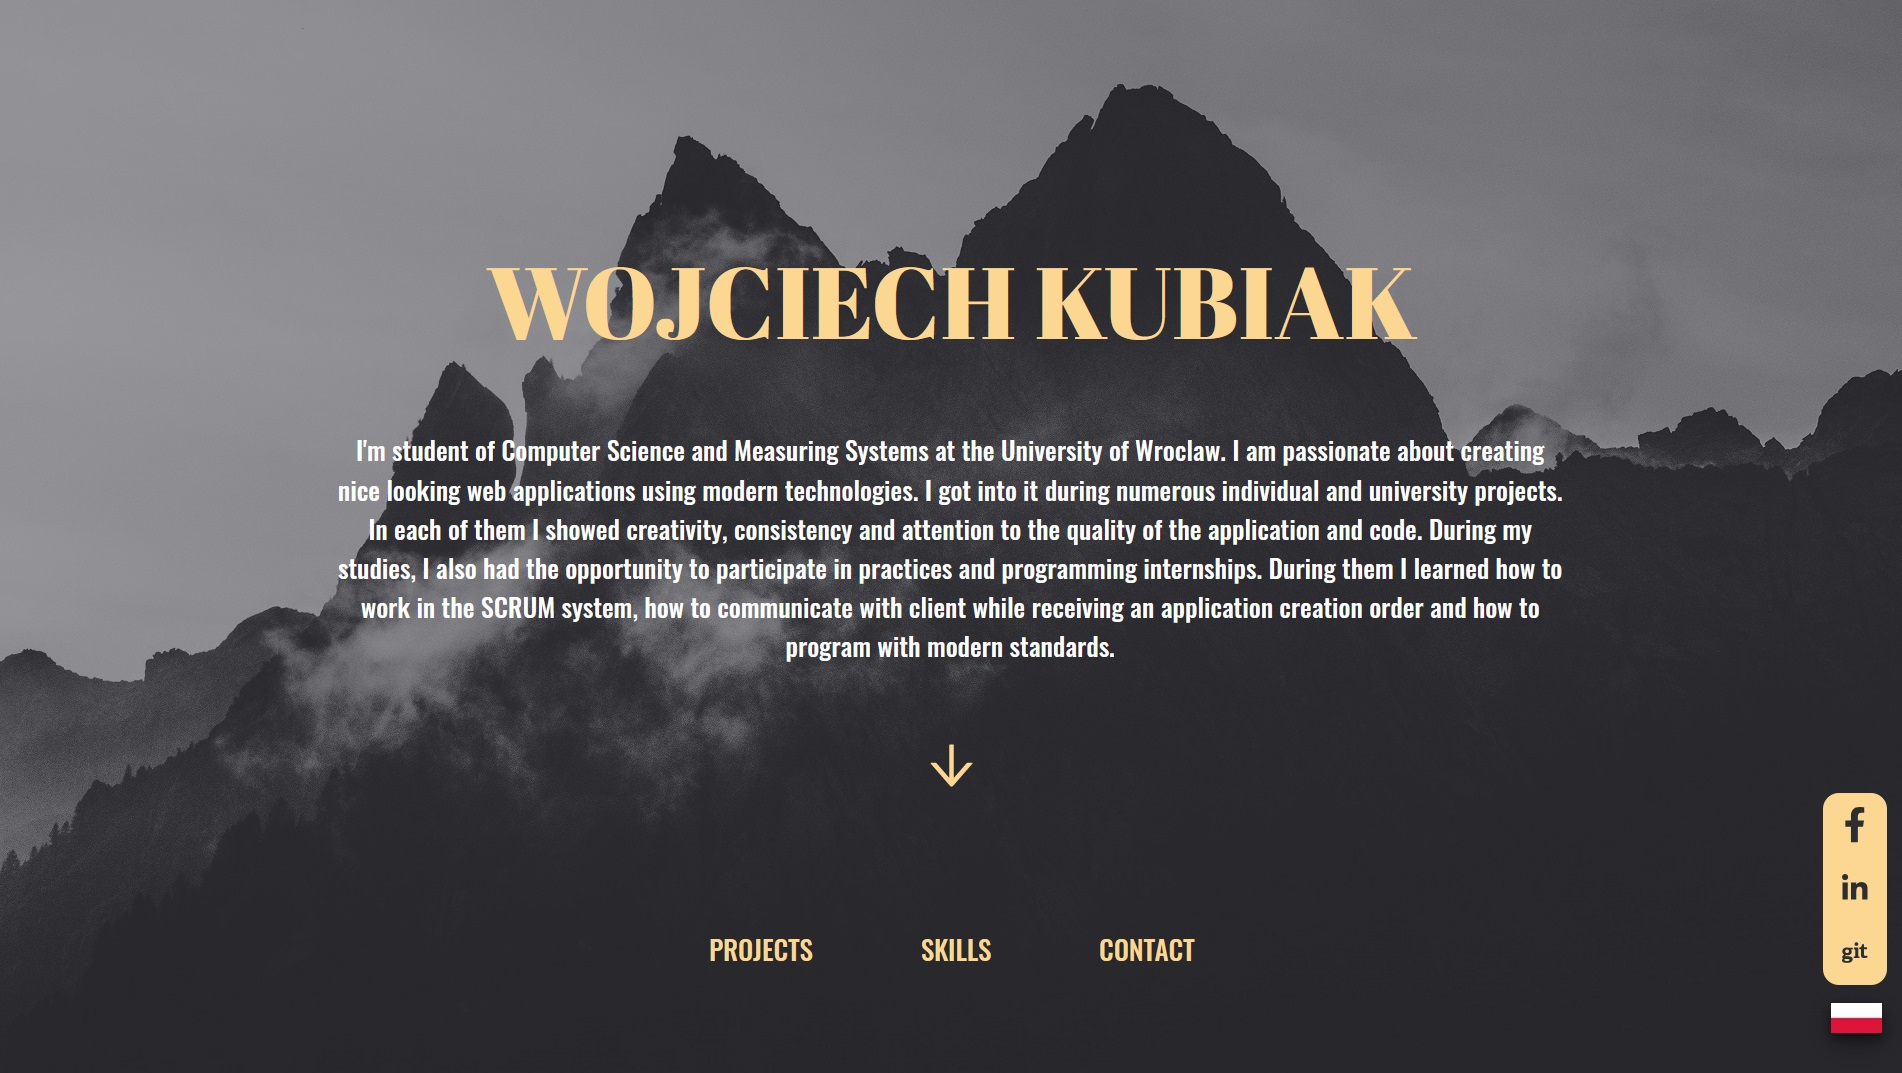 WOJCIECH KUBIAK
I'm student of Computer Science and Measuring Systems at the University of Wroclaw. I am passionate about creating
nice looking web applications using modern technologies. I got into it during numerous individual and university projects.
In each of them I showed creativity, consistency and attention to the quality of the application and code. During my
studies, I also had the opportunity to participate in practices and programming internships. During them I learned how to
work in the SCRUM system, how to communicate with client while receiving an application creation order and how to
program with modern standards.
PROJECTS SKILLS CONTACT
f
in
git